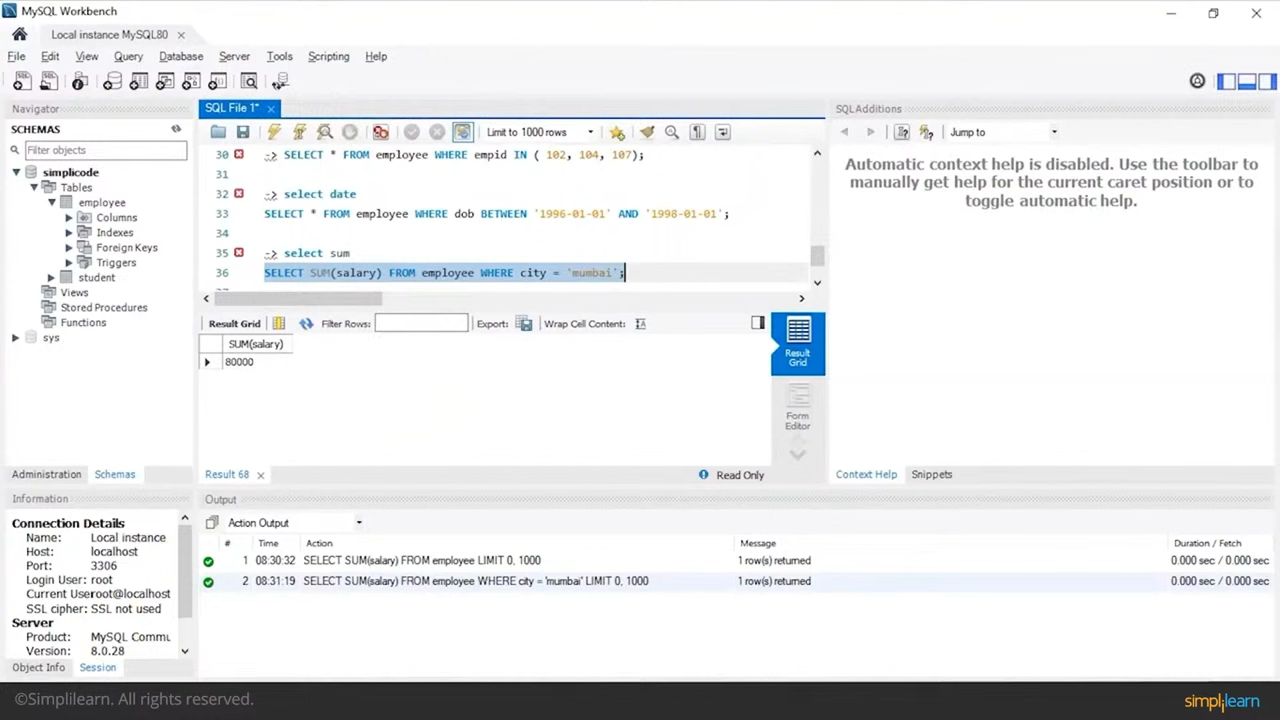 MySQL Workbench
Local instance MySQL80
File Edit View Query Database Server Tools Scripting Help
Navigator
SCHEMAS
Filter objects
simplicode
Tables
employee
Columns
Indexes
Foreign Keys
Triggers
student
Views
Stored Procedures
Functions
sys
Administration Schemas
Information
Connection Details
Name: Local instance
Host: localhost
Port: 3306
Login User: root
Current User root@localhost
SSL cipher: SSL not used
Server
Product: MySQL Commu
Version: 8.0.28
Object Info Session
SQL File 1*
Limit to 1000 rows
30 -> SELECT * FROM employee WHERE empid IN ( 102, 104, 107);
31
32 -> select date
33 SELECT * FROM employee WHERE dob BETWEEN '1996-01-01' AND '1998-01-01';
34
35 -> select sum
36 SELECT SUM(salary) FROM employee WHERE city = 'mumbai';
Result Grid Filter Rows: Export: Wrap Cell Content:
SUM(salary)
80000
Result Grid
Form Editor
Result 68 Read Only
SQLAdditions
Jump to
Automatic context help is disabled. Use the toolbar to
manually get help for the current caret position or to
toggle automatic help.
Context Help Snippets
Output
Action Output
# Time Action Message Duration / Fetch
1 08:30:32 SELECT SUM(salary) FROM employee LIMIT 0, 1000 1 row(s) returned 0.000 sec / 0.000 sec
2 08:31:19 SELECT SUM(salary) FROM employee WHERE city = 'mumbai' LIMIT 0, 1000 1 row(s) returned 0.000 sec / 0.000 sec
©Simplilearn. All rights reserved.
simplilearn